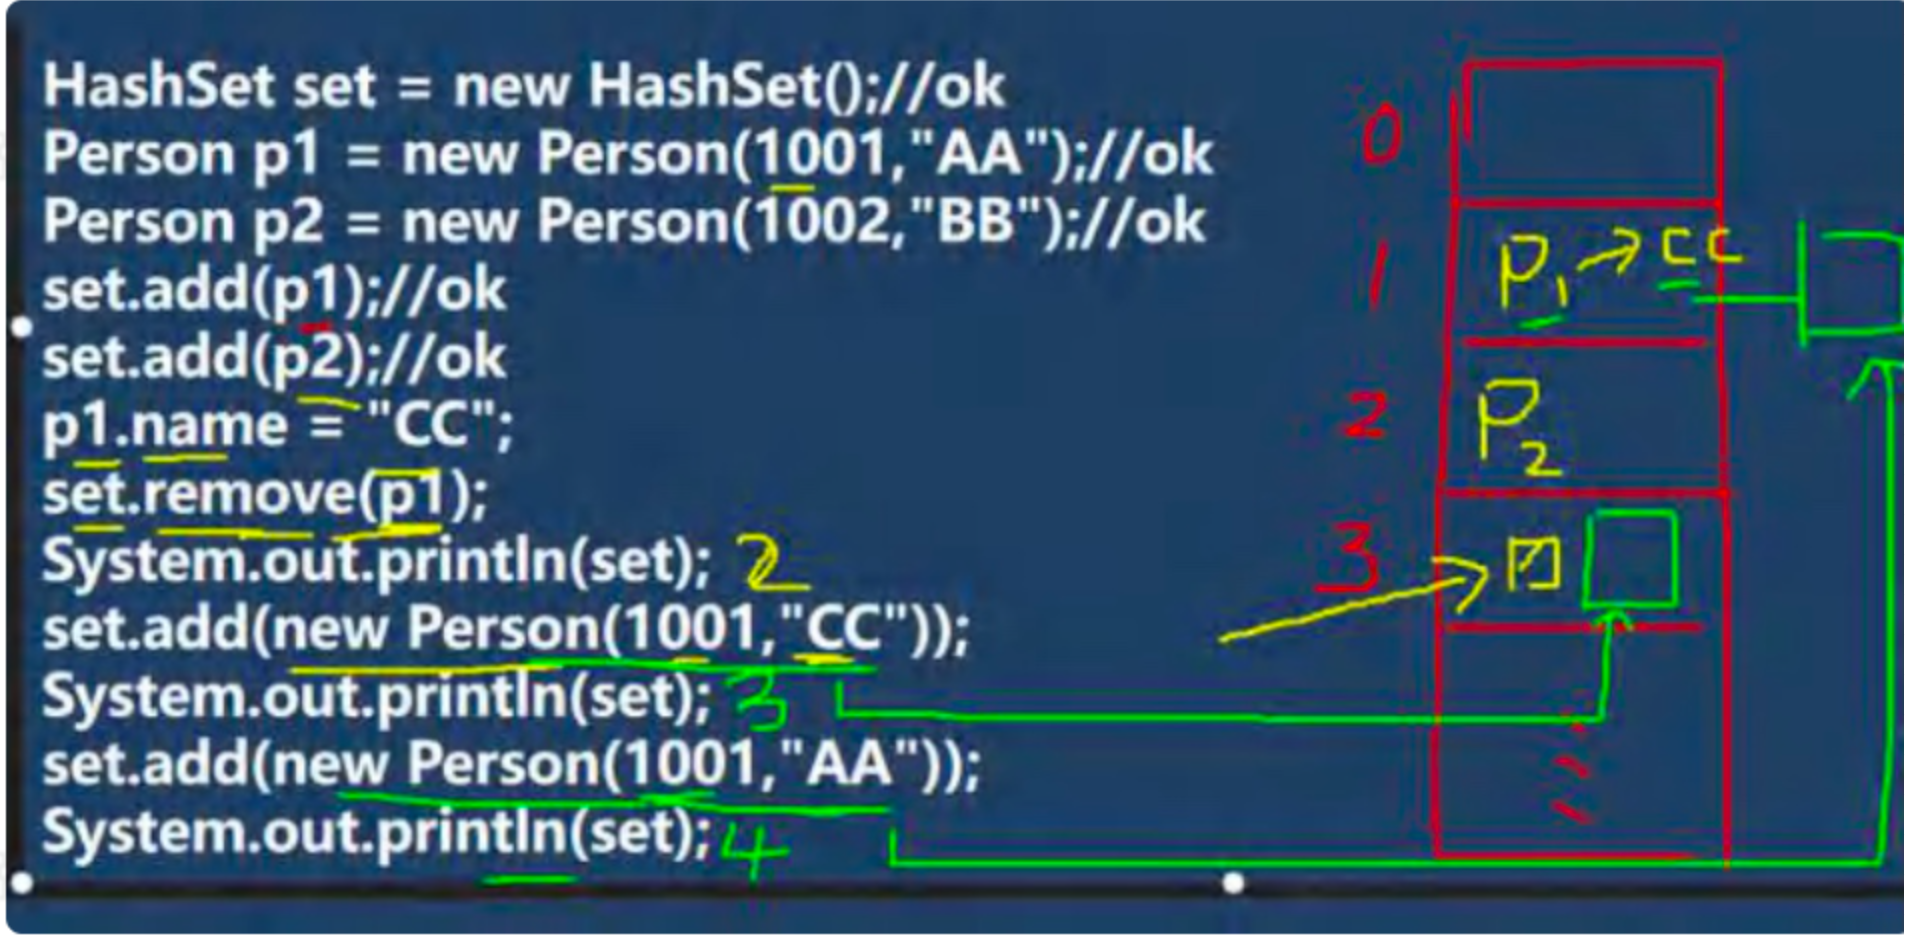 HashSet set = new HashSet();//ok
Person p1 = new Person(1001,"AA");//ok
Person p2 = new Person(1002,"BB");//ok
set.add(p1);//ok
set.add(p2);//ok
p1.name = "CC";
set.remove(p1);
System.out.println(set); 2
set.add(new Person(1001,"CC"));
System.out.println(set); 3
set.add(new Person(1001,"AA"));
System.out.println(set); 4
0
1 P1 → CC
2 P2
3